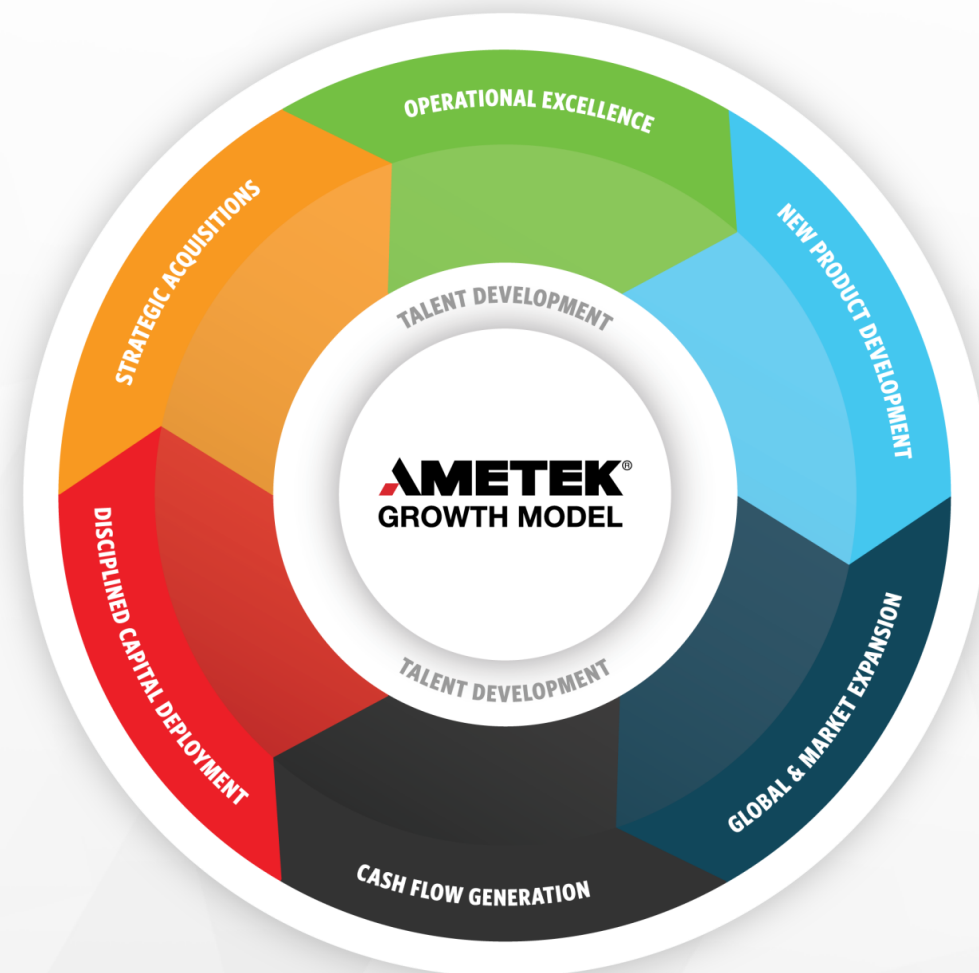 OPERATIONAL EXCELLENCE
NEW PRODUCT DEVELOPMENT
GLOBAL & MARKET EXPANSION
CASH FLOW GENERATION
DISCIPLINED CAPITAL DEPLOYMENT
STRATEGIC ACQUISITIONS
TALENT DEVELOPMENT
AMETEK®
GROWTH MODEL
TALENT DEVELOPMENT